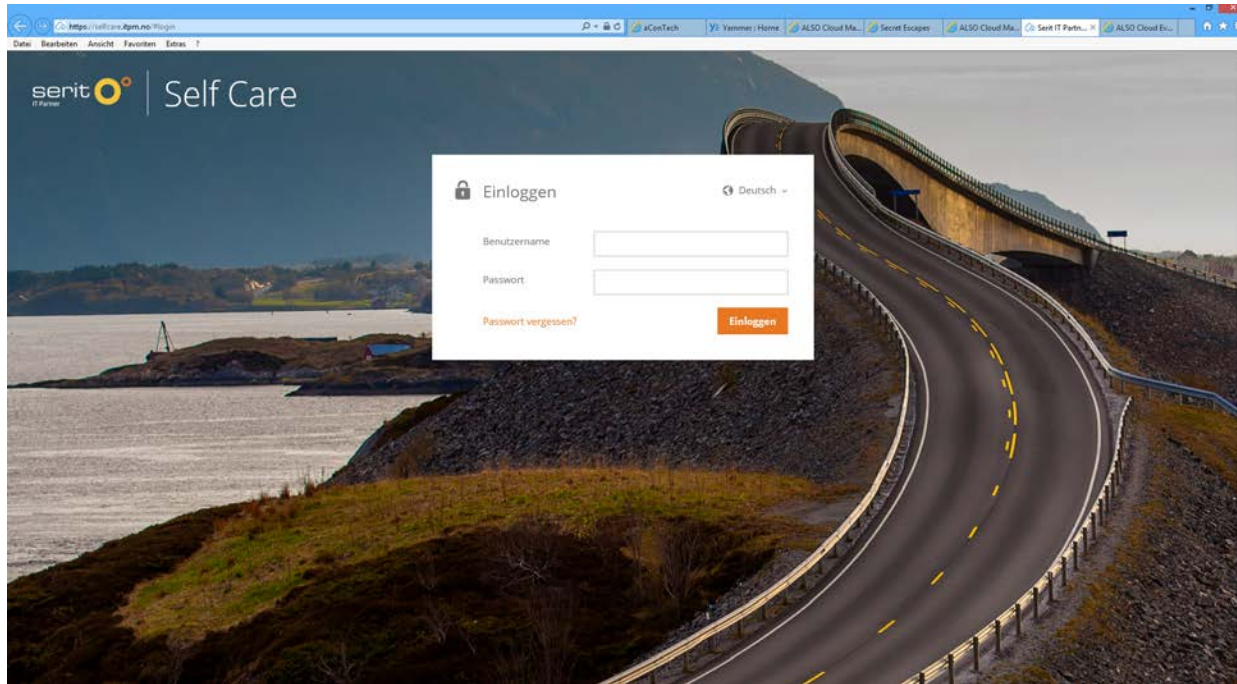 https://selfcare.itpm.no/#login
aConTech
Yammer : Home
ALSO Cloud Ma...
Secret Escapes
ALSO Cloud Ma...
Serit IT Partn...
ALSO Cloud Ev...
Datei Bearbeiten Ansicht Favoriten Extras ?
serit
IT Partner
Self Care
Einloggen
Deutsch
Benutzername
Passwort
Passwort vergessen?
Einloggen